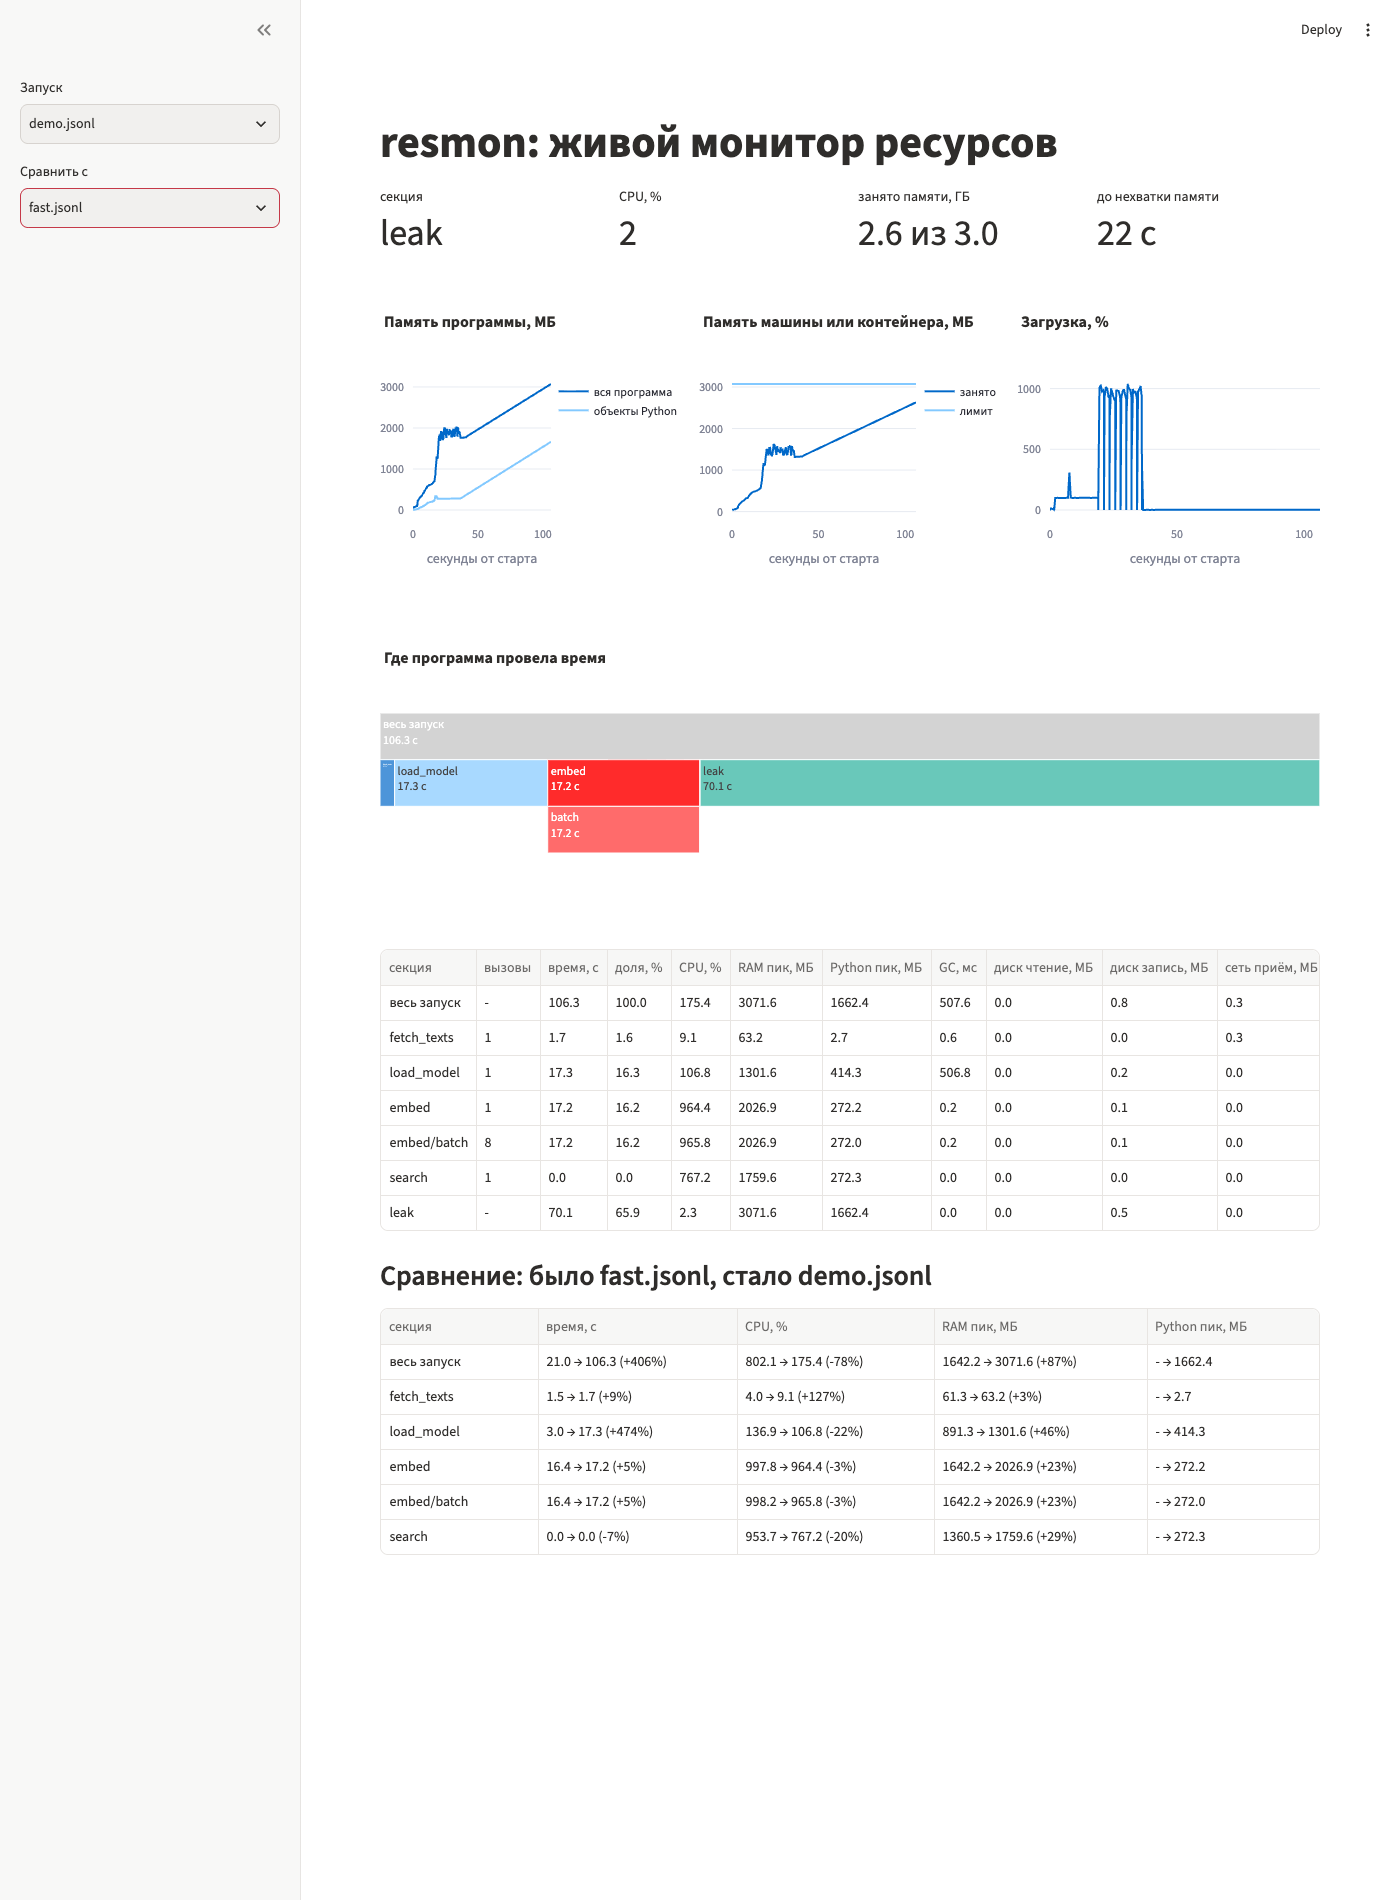 Deploy
Запуск
demo.jsonl
Сравнить с
fast.jsonl
resmon: живой монитор ресурсов
секция CPU, % занято памяти, ГБ до нехватки памяти
leak 2 2.6 из 3.0 22 с
Память программы, МБ
3000
2000
1000
0
0 50 100
секунды от старта
вся программа
объекты Python
Память машины или контейнера, МБ
3000
2000
1000
0
0 50 100
секунды от старта
занято
лимит
Загрузка, %
1000
500
0
0 50 100
секунды от старта
Где программа провела время
весь запуск
106.3 с
load_model
17.3 с
embed
17.2 с
leak
70.1 с
batch
17.2 с
секция вызовы время, с доля, % CPU, % RAM пик, МБ Python пик, МБ GC, мс диск чтение, МБ диск запись, МБ сеть приём, МБ
весь запуск - 106.3 100.0 175.4 3071.6 1662.4 507.6 0.0 0.8 0.3
fetch_texts 1 1.7 1.6 9.1 63.2 2.7 0.6 0.0 0.0 0.3
load_model 1 17.3 16.3 106.8 1301.6 414.3 506.8 0.0 0.2 0.0
embed 1 17.2 16.2 964.4 2026.9 272.2 0.2 0.0 0.1 0.0
embed/batch 8 17.2 16.2 965.8 2026.9 272.0 0.2 0.0 0.1 0.0
search 1 0.0 0.0 767.2 1759.6 272.3 0.0 0.0 0.0 0.0
leak - 70.1 65.9 2.3 3071.6 1662.4 0.0 0.0 0.5 0.0
Сравнение: было fast.jsonl, стало demo.jsonl
секция время, с CPU, % RAM пик, МБ Python пик, МБ
весь запуск 21.0 → 106.3 (+406%) 802.1 → 175.4 (-78%) 1642.2 → 3071.6 (+87%) - → 1662.4
fetch_texts 1.5 → 1.7 (+9%) 4.0 → 9.1 (+127%) 61.3 → 63.2 (+3%) - → 2.7
load_model 3.0 → 17.3 (+474%) 136.9 → 106.8 (-22%) 891.3 → 1301.6 (+46%) - → 414.3
embed 16.4 → 17.2 (+5%) 997.8 → 964.4 (-3%) 1642.2 → 2026.9 (+23%) - → 272.2
embed/batch 16.4 → 17.2 (+5%) 998.2 → 965.8 (-3%) 1642.2 → 2026.9 (+23%) - → 272.0
search 0.0 → 0.0 (-7%) 953.7 → 767.2 (-20%) 1360.5 → 1759.6 (+29%) - → 272.3